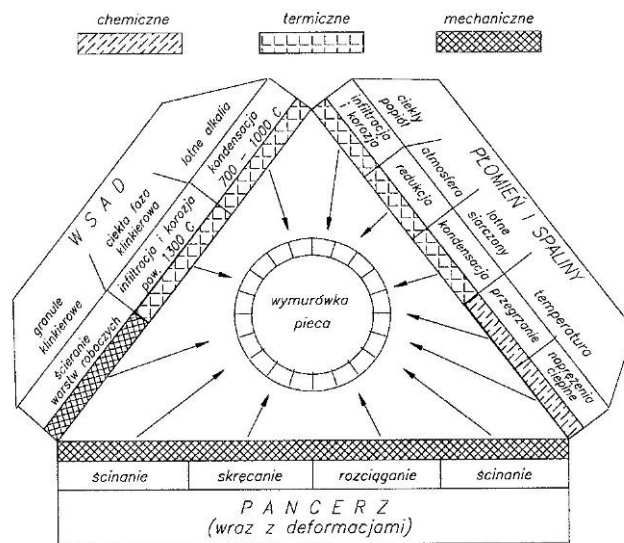 chemiczne
termiczne
mechaniczne
WSAD
lotne alkalia
kondensacja
700 – 1000 C
ciekła faza
klinkierowa
infiltracja i korozja
pow. 1300 C
granule
klinkierowe
ścieranie
warstw roboczych
PŁOMIEŃ I SPALINY
ciekły
popiół
infiltracja
i korozja
atmosfera
redukcja
lotne
siarczany
kondensacja
temperatura
przegrzanie
naprężenia
cieplne
wymurówka
pieca
ścinanie
skręcanie
rozciąganie
ścinanie
PANCERZ
(wraz z deformacjami)